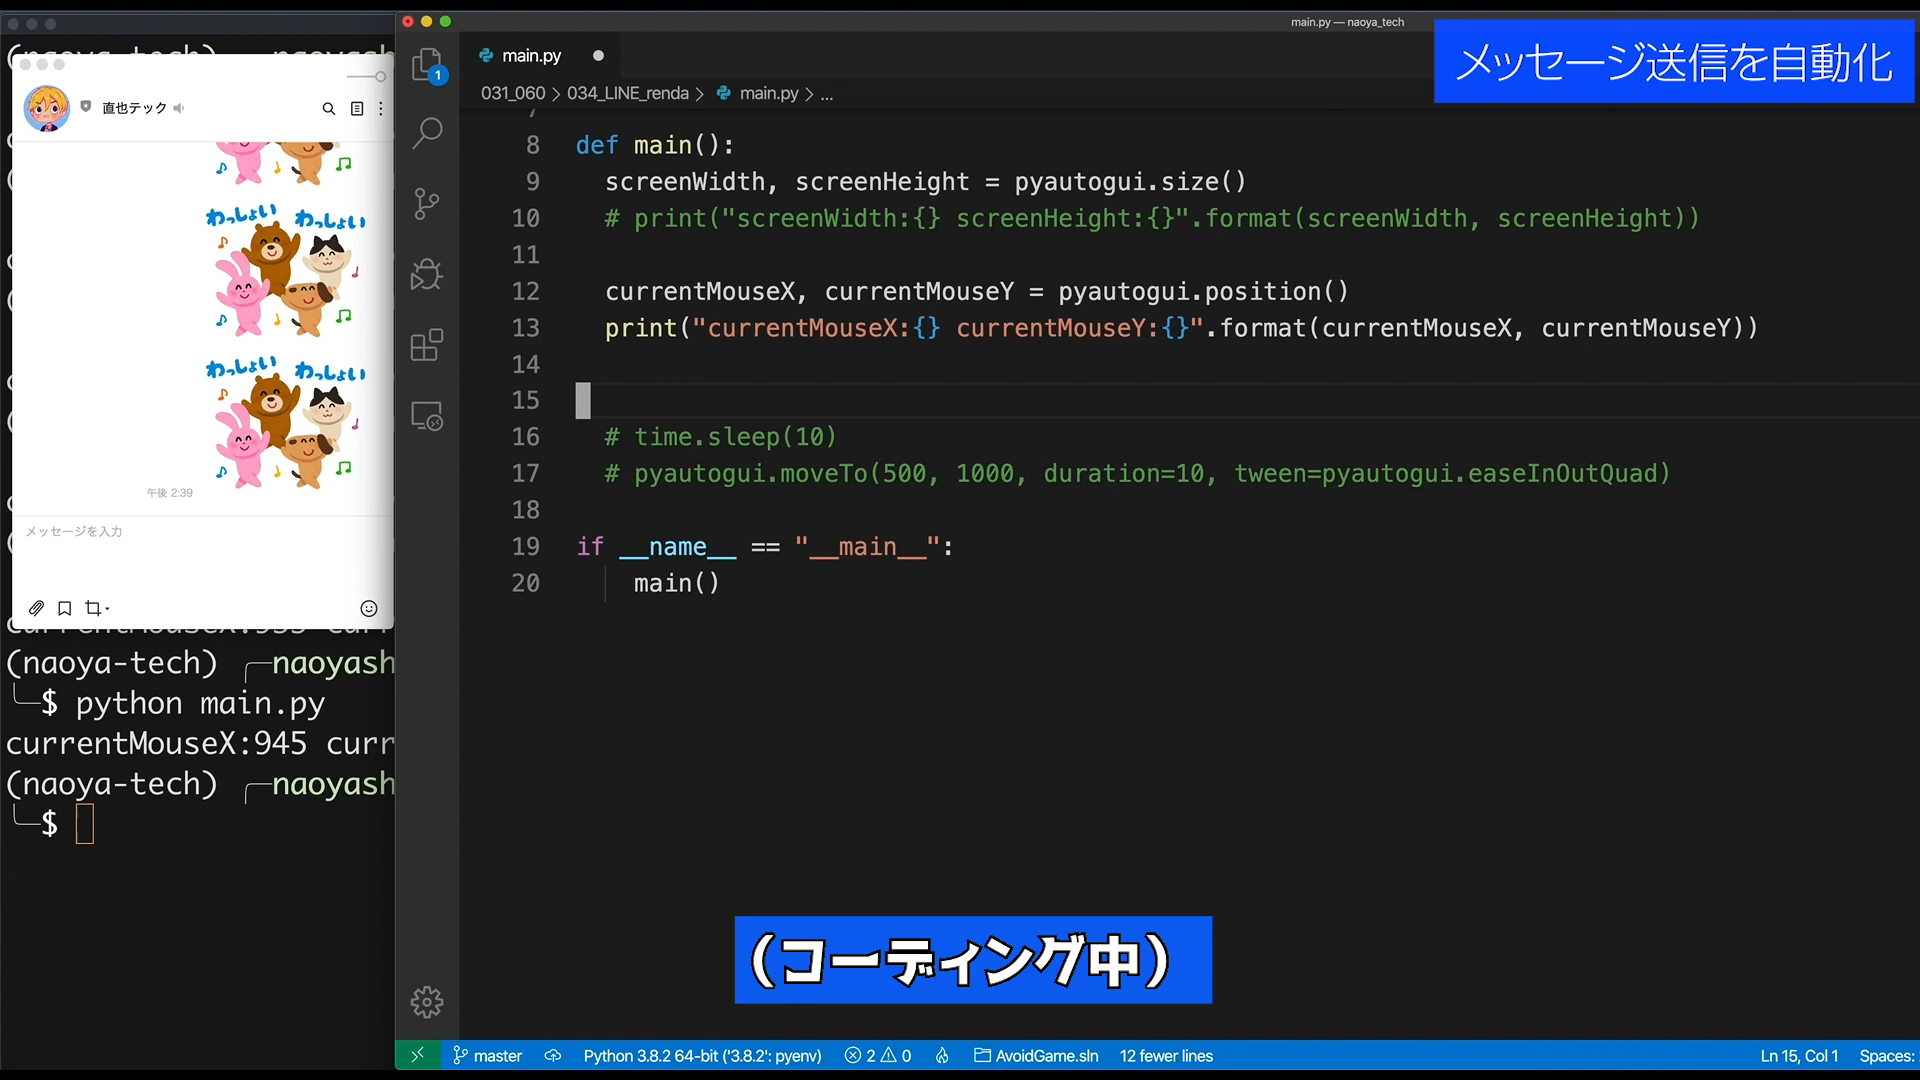 main.py — naoya_tech
メッセージ送信を自動化
main.py
1
031_060 > 034_LINE_renda > main.py > ...
直也テック
わっしょい わっしょい
わっしょい わっしょい
午後 2:39
メッセージを入力
7
8 def main():
9 screenWidth, screenHeight = pyautogui.size()
10 # print("screenWidth:{} screenHeight:{}".format(screenWidth, screenHeight))
11
12 currentMouseX, currentMouseY = pyautogui.position()
13 print("currentMouseX:{} currentMouseY:{}".format(currentMouseX, currentMouseY))
14
15
16 # time.sleep(10)
17 # pyautogui.moveTo(500, 1000, duration=10, tween=pyautogui.easeInOutQuad)
18
19 if __name__ == "__main__":
20 main()
(naoya-tech) ╭─naoyash
╰─$ python main.py
currentMouseX:945 curr
(naoya-tech) ╭─naoyash
╰─$
(コーディング中)
master Python 3.8.2 64-bit ('3.8.2': pyenv) 2 0 AvoidGame.sln 12 fewer lines Ln 15, Col 1 Spaces: